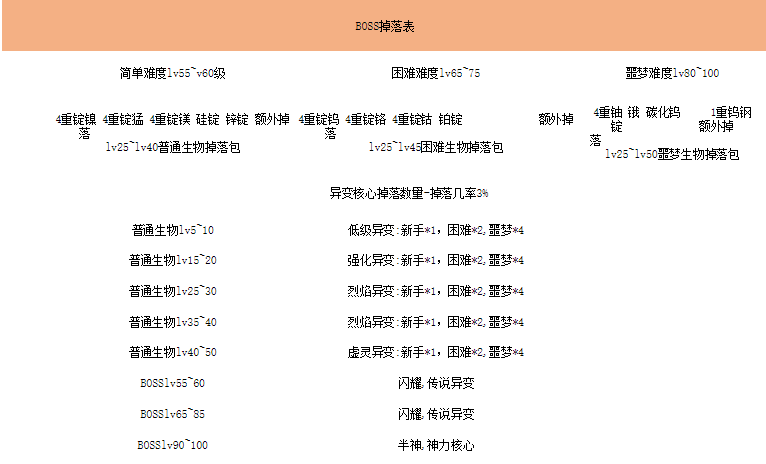 BOSS掉落表
简单难度lv55~v60级 困难难度lv65~75 噩梦难度lv80~100
4重锭镍 4重锭猛 4重锭镁 硅锭 锌锭 额外掉落
lv25~lv40普通生物掉落包
4重锭钨 4重锭铬 4重锭钴 铂锭 额外掉落
lv25~lv45困难生物掉落包
4重铀 锇 碳化钨 1重钨钢锭 额外掉落
lv25~lv50噩梦生物掉落包
异变核心掉落数量-掉落几率3%
普通生物lv5~10 低级异变:新手*1，困难*2,噩梦*4
普通生物lv15~20 强化异变:新手*1，困难*2,噩梦*4
普通生物lv25~30 烈焰异变:新手*1，困难*2,噩梦*4
普通生物lv35~40 烈焰异变:新手*1，困难*2,噩梦*4
普通生物lv40~50 虚灵异变:新手*1，困难*2,噩梦*4
BOSSlv55~60 闪耀,传说异变
BOSSlv65~85 闪耀,传说异变
BOSSlv90~100 半神,神力核心